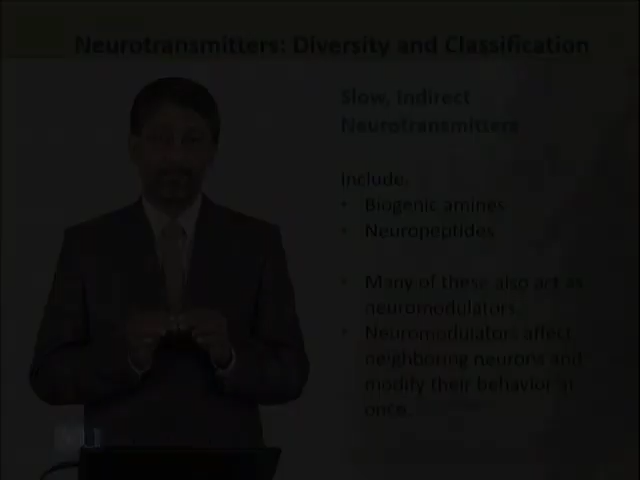 Neurotransmitters: Diversity and Classification
Slow, Indirect
Neurotransmitters
Include
• Biogenic amines
• Neuropeptides
• Many of these also act as
neuromodulators
• Neuromodulators affect
neighbouring neurons and
modify their behavior at
once.